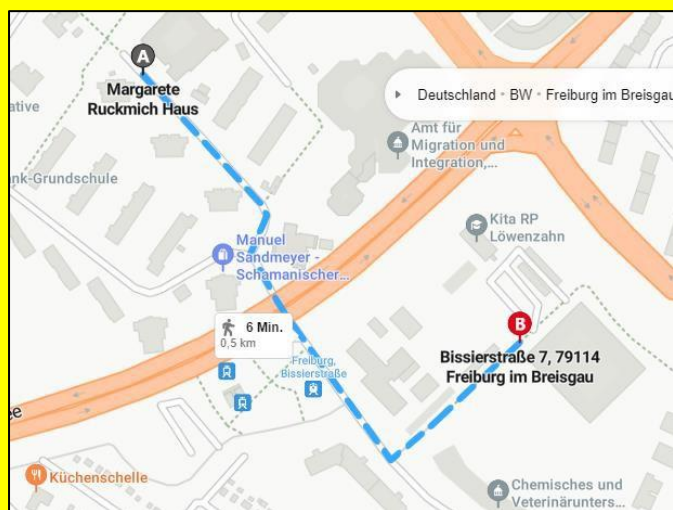 A
Margarete
Ruckmich Haus
Deutschland · BW · Freiburg im Breisgau
ative
Amt für
Migration und
Integration,...
nk-Grundschule
Kita RP
Löwenzahn
Manuel
Sandmeyer -
Schamanischer...
6 Min.
0,5 km
B
Bissierstraße 7, 79114
Freiburg im Breisgau
Freiburg,
Bissierstraße
ee
Küchenschelle
Chemisches und
Veterinärunters...